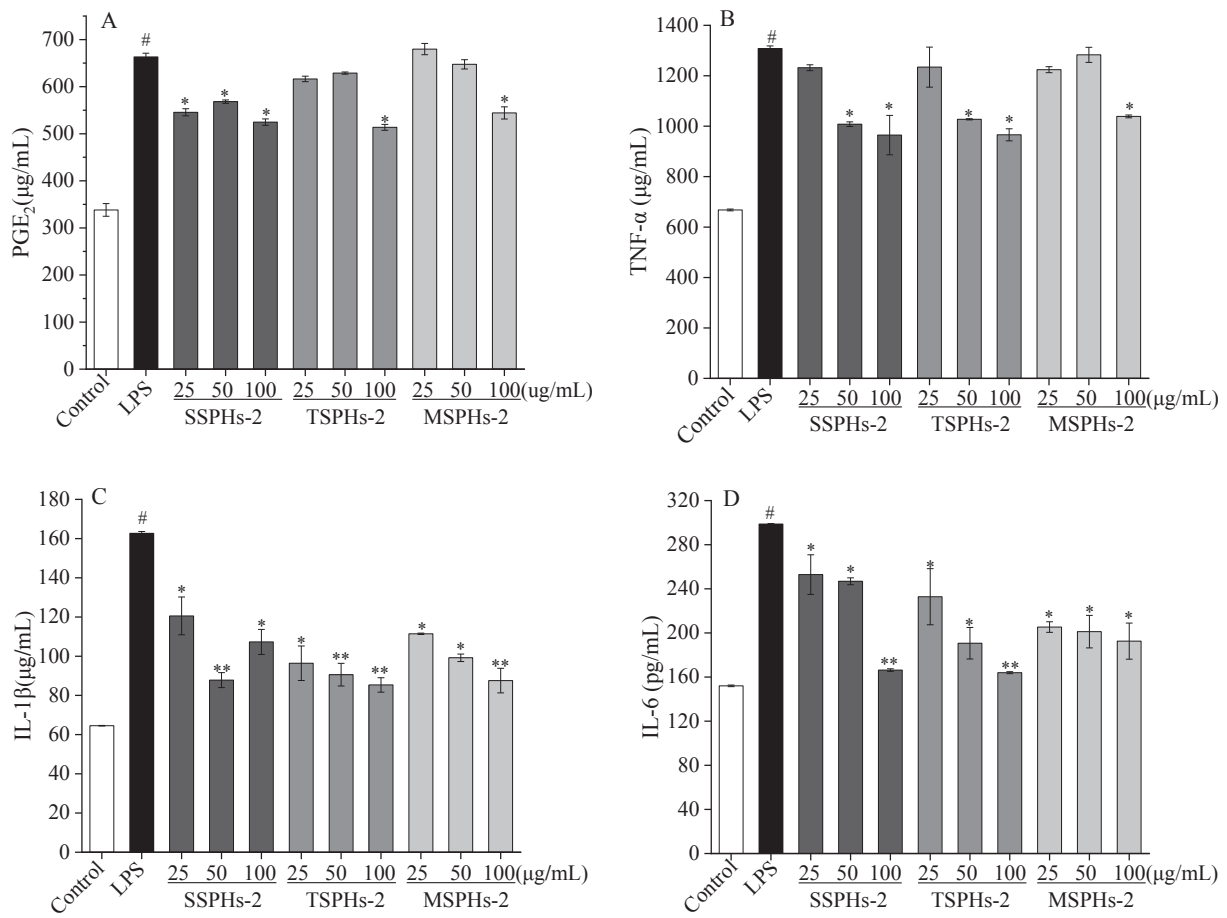 A
PGE2(μg/mL)
700
600
500
400
300
200
100
0
#
* * * * *
Control LPS 25 50 100 25 50 100 25 50 100(ug/mL)
SSPHs-2 TSPHs-2 MSPHs-2
B
TNF-α (μg/mL)
1400
1200
1000
800
600
400
200
0
#
* * * * *
Control LPS 25 50 100 25 50 100 25 50 100(μg/mL)
SSPHs-2 TSPHs-2 MSPHs-2
C
IL-1β(μg/mL)
180
160
140
120
100
80
60
40
20
0
#
* ** * * ** ** * * **
Control LPS 25 50 100 25 50 100 25 50 100(μg/mL)
SSPHs-2 TSPHs-2 MSPHs-2
D
IL-6 (pg/mL)
320
280
240
200
160
120
80
40
0
#
* * ** * * ** * * *
Control LPS 25 50 100 25 50 100 25 50 100(μg/mL)
SSPHs-2 TSPHs-2 MSPHs-2